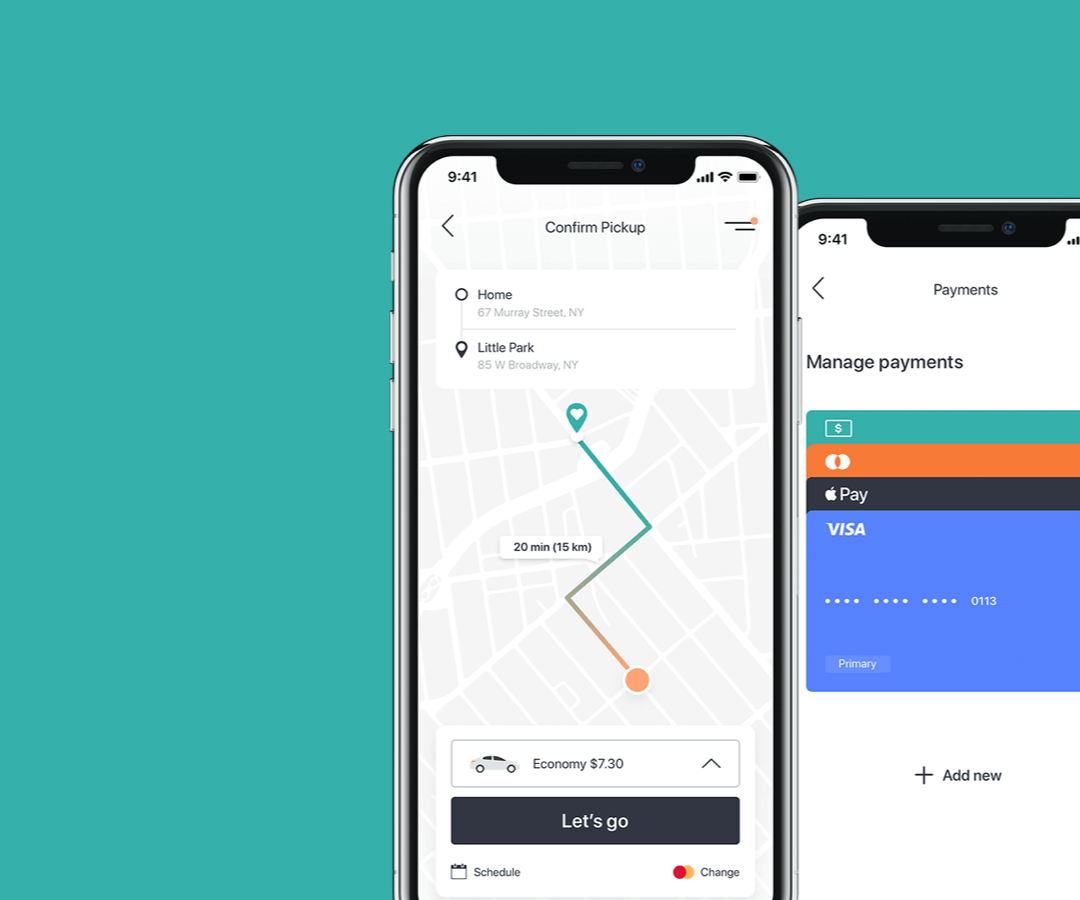 9:41
Confirm Pickup
Home
67 Murray Street, NY
Little Park
85 W Broadway, NY
20 min (15 km)
Economy $7.30
Let's go
Schedule
Change
9:41
Payments
Manage payments
$
Pay
VISA
•••• •••• •••• 0113
Primary
Add new